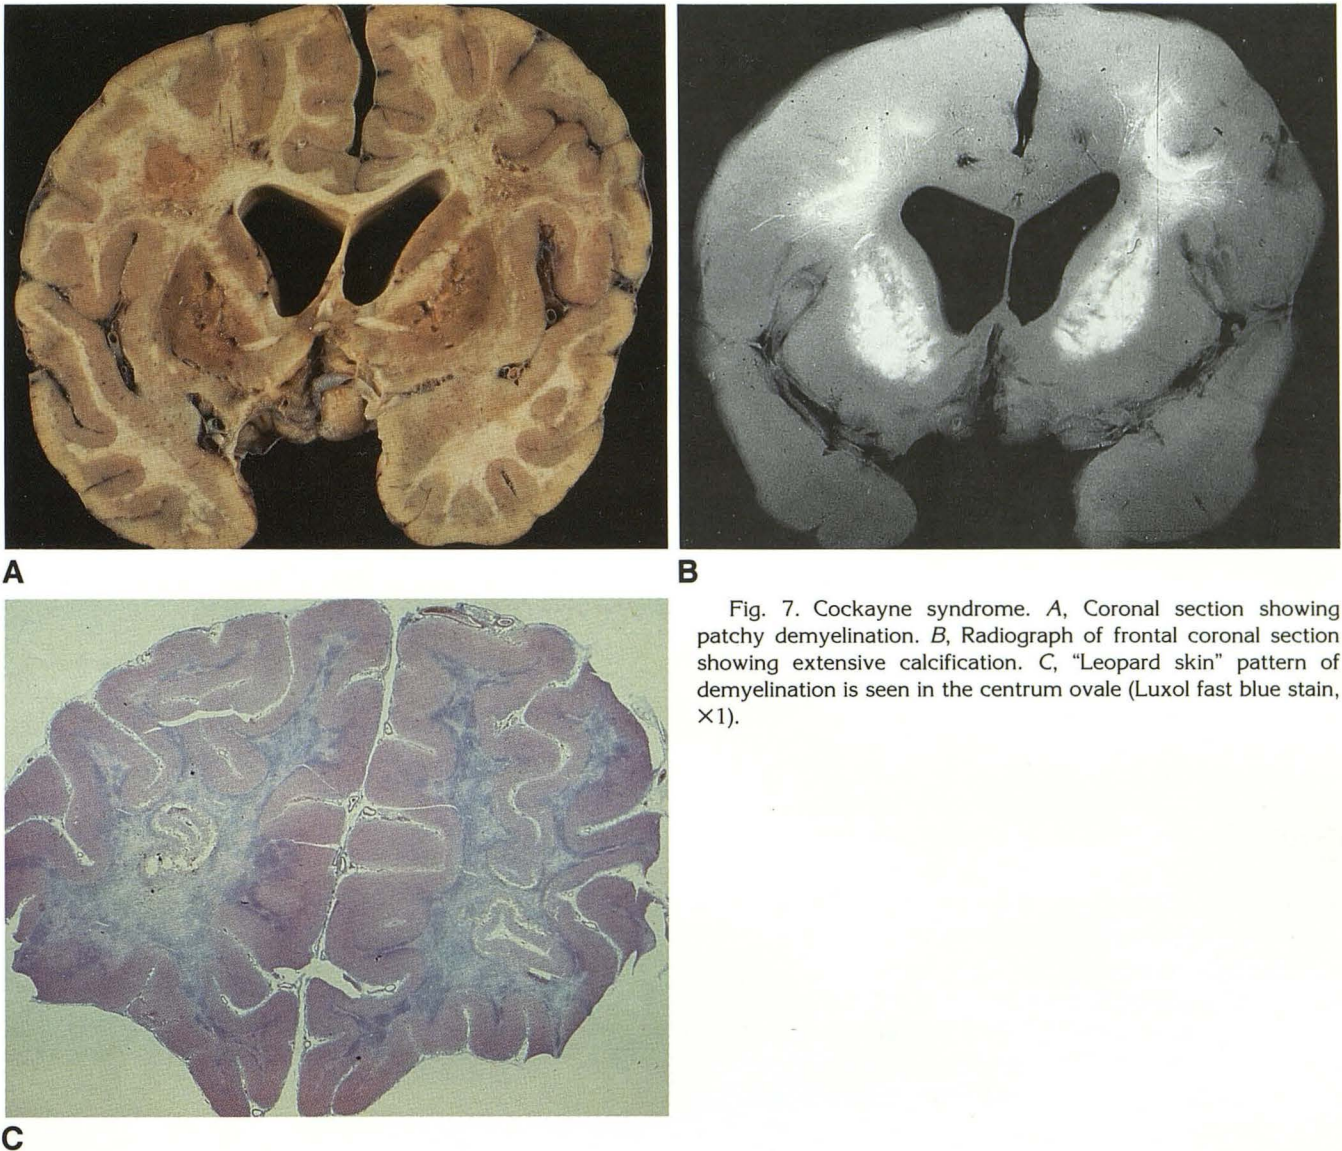 A
B
Fig. 7. Cockayne syndrome. A, Coronal section showing
patchy demyelination. B, Radiograph of frontal coronal section
showing extensive calcification. C, “Leopard skin” pattern of
demyelination is seen in the centrum ovale (Luxol fast blue stain,
×1).
C